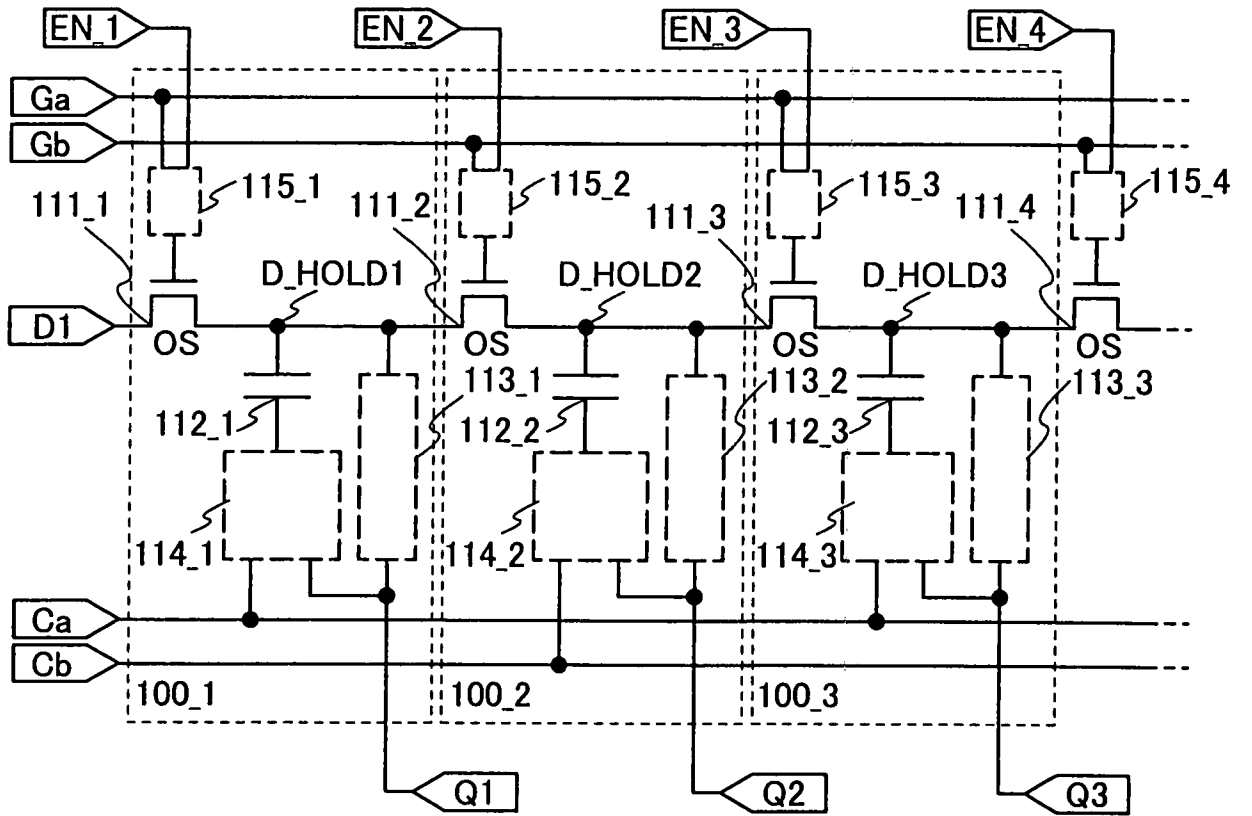 EN_1 EN_2 EN_3 EN_4
Ga
Gb
115_1 115_2 115_3 115_4
111_1 111_2 111_3 111_4
D_HOLD1 D_HOLD2 D_HOLD3
D1
OS OS OS OS
113_1 113_2 113_3
112_1 112_2 112_3
114_1 114_2 114_3
Ca
Cb
100_1 100_2 100_3
Q1 Q2 Q3